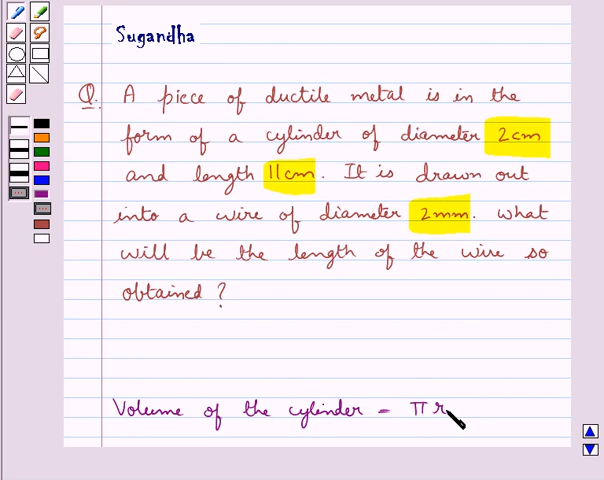 Sugandha
Q. A piece of ductile metal is in the
form of a cylinder of diameter 2cm
and length 11cm. It is drawn out
into a wire of diameter 2mm. What
will be the length of the wire so
obtained?
Volume of the cylinder = πr